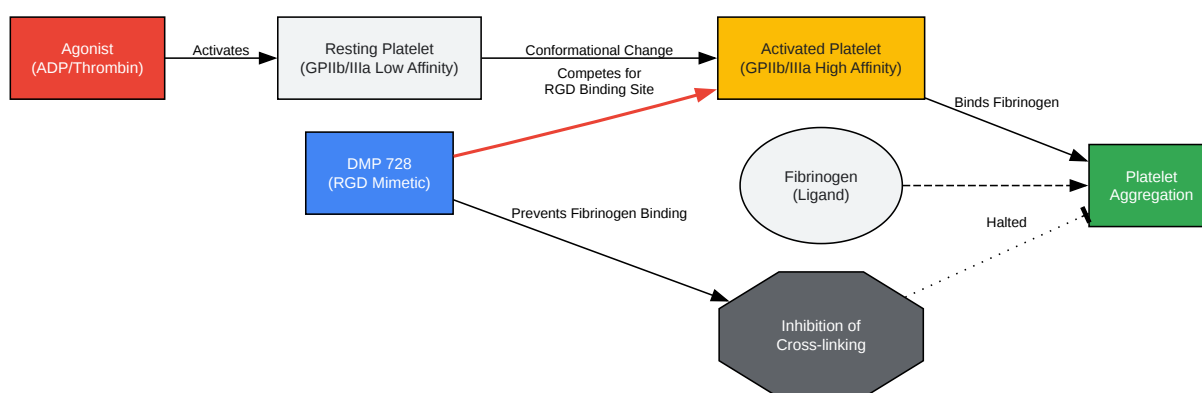 Agonist
(ADP/Thrombin)
Activates
Resting Platelet
(GPIIb/IIIa Low Affinity)
Conformational Change
Competes for
RGD Binding Site
Activated Platelet
(GPIIb/IIIa High Affinity)
Binds Fibrinogen
DMP 728
(RGD Mimetic)
Prevents Fibrinogen Binding
Fibrinogen
(Ligand)
Halted
Platelet
Aggregation
Inhibition of
Cross-linking